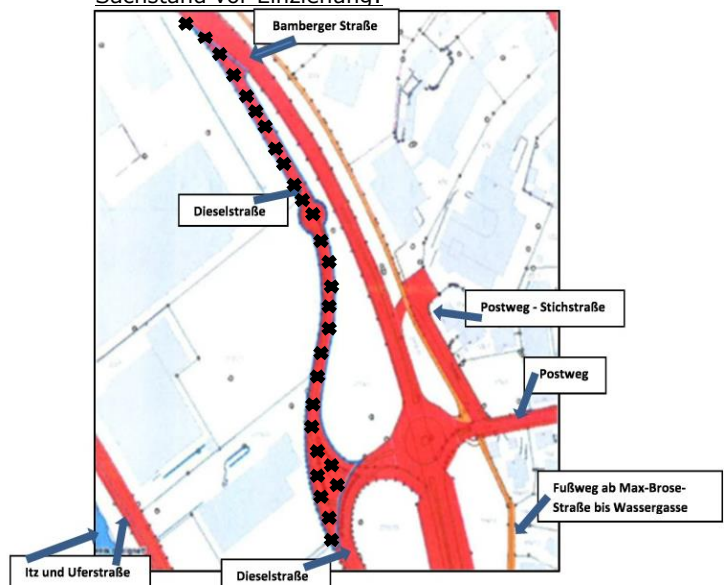 Sachstand vor Einziehung:
Bamberger Straße
Dieselstraße
Postweg - Stichstraße
Postweg
Fußweg ab Max-Brose-
Straße bis Wassergasse
Itz und Uferstraße
Dieselstraße